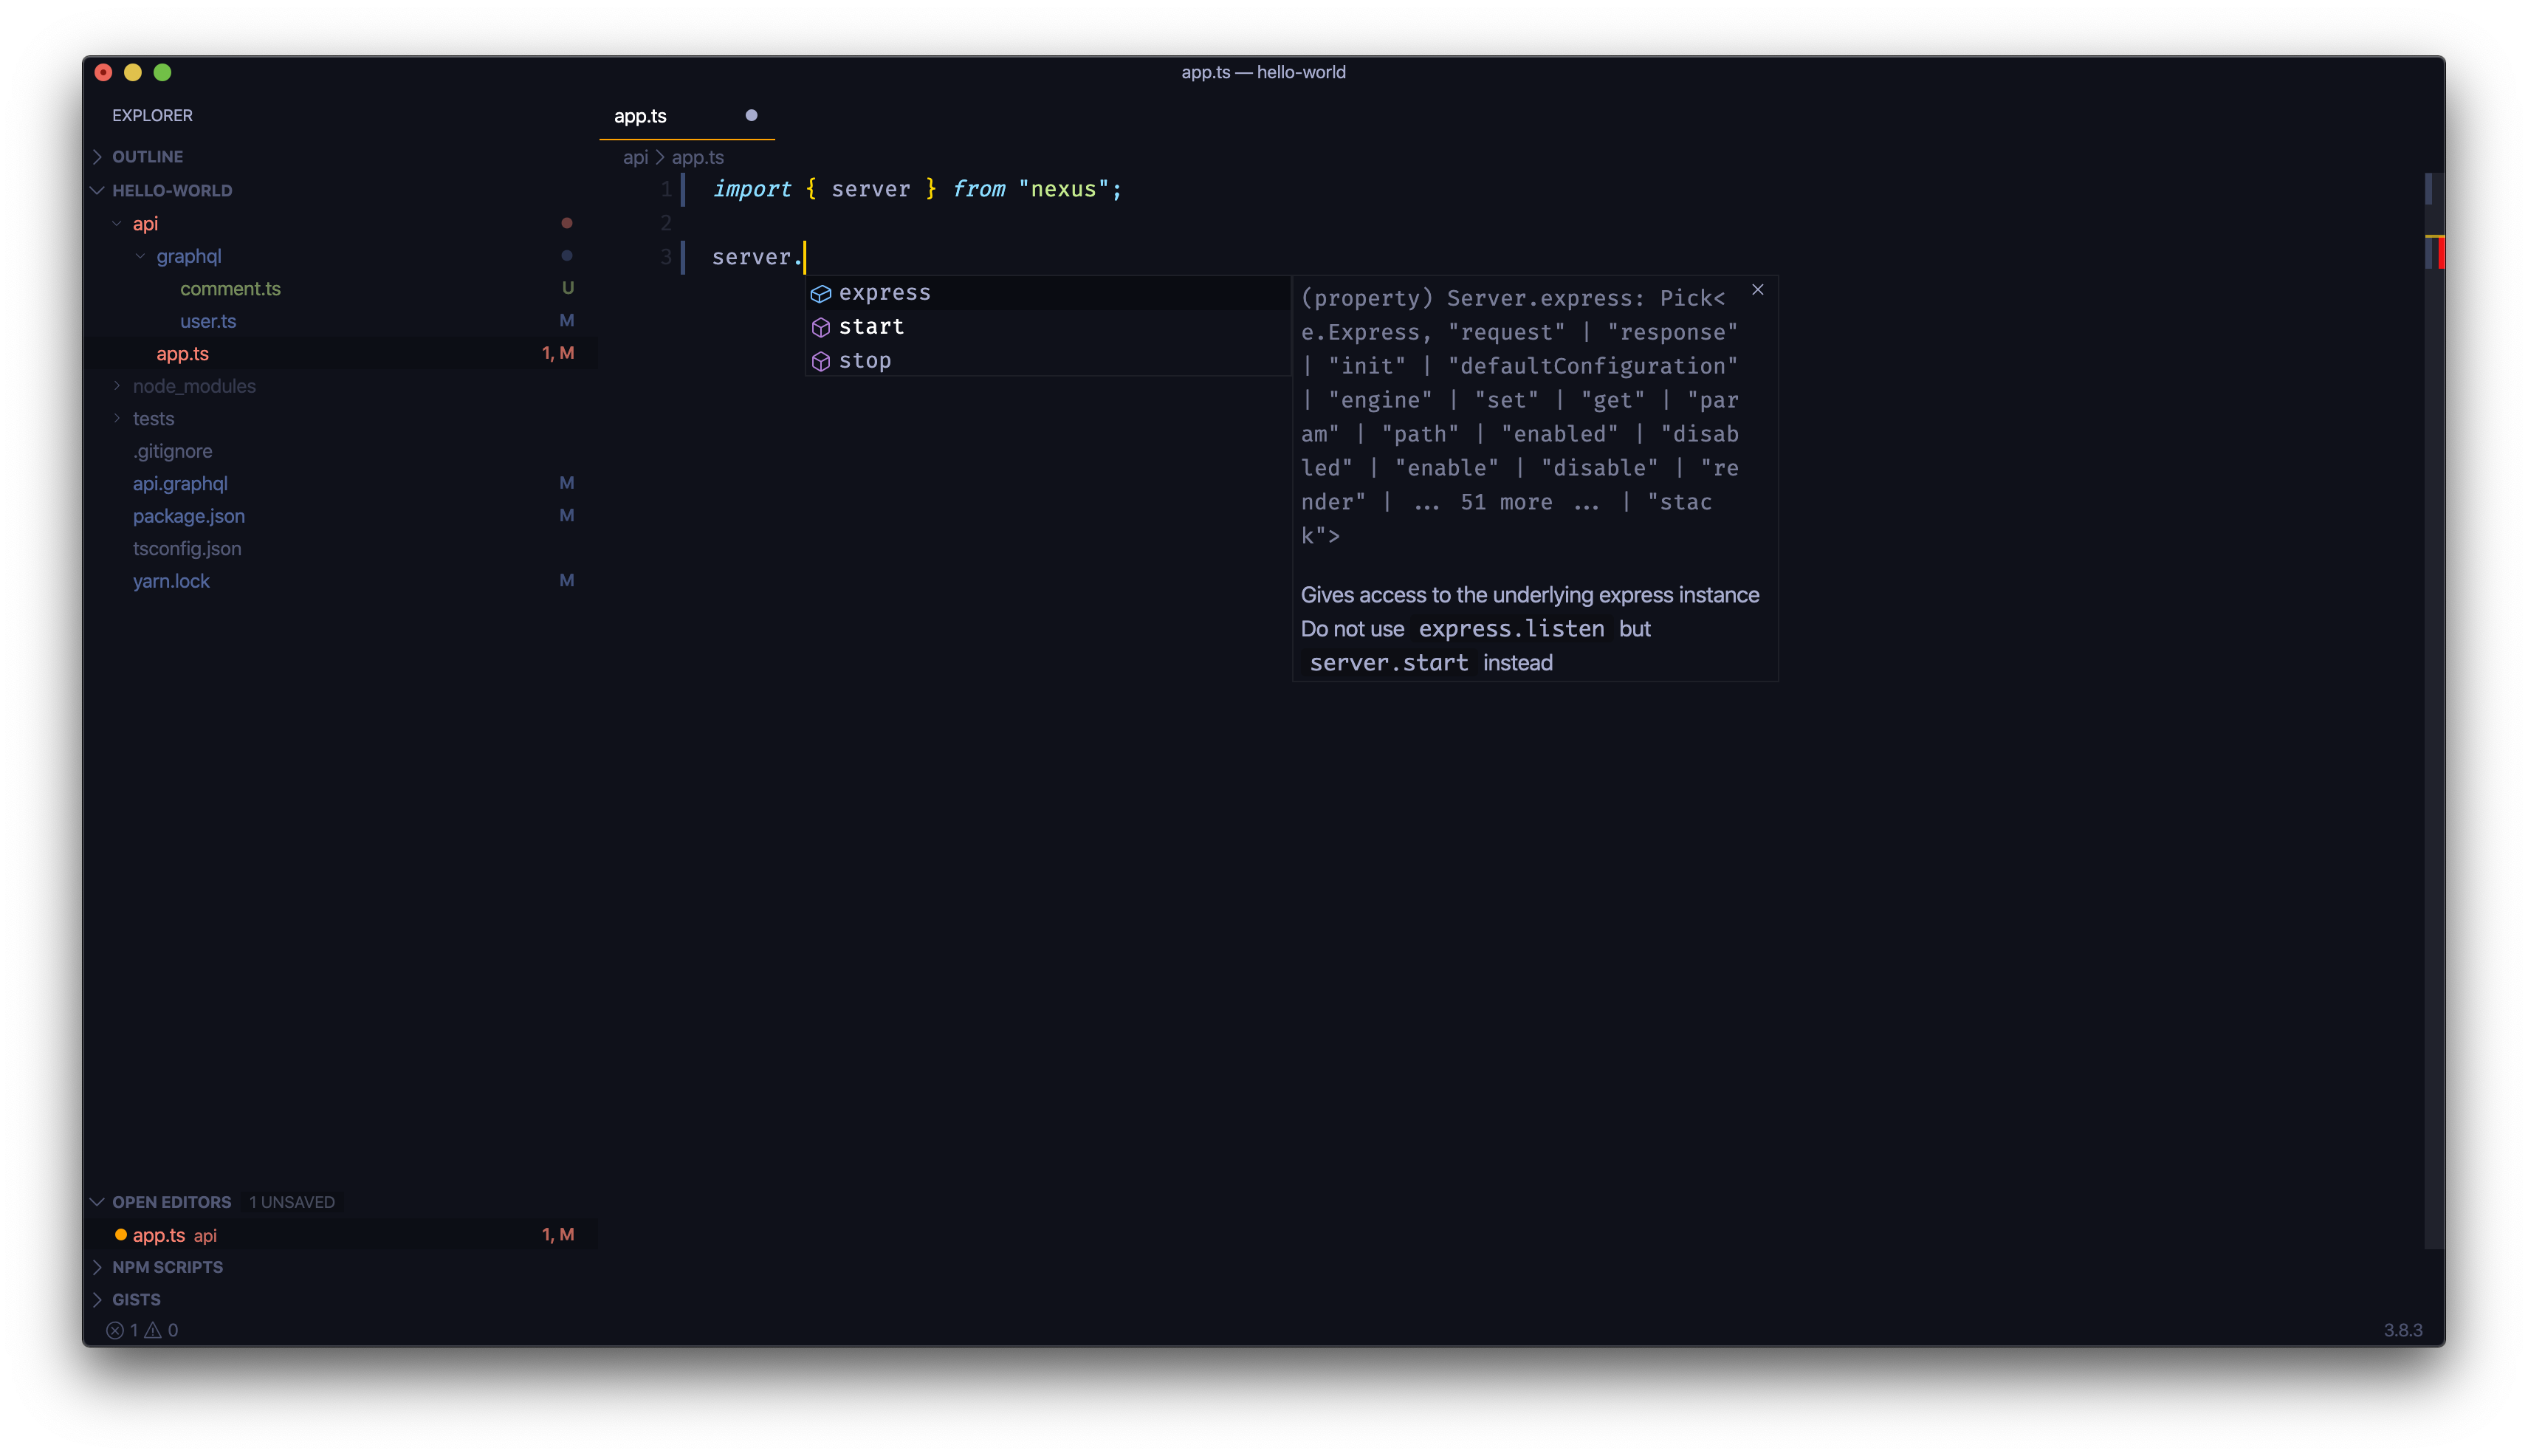 app.ts — hello-world
EXPLORER
OUTLINE
HELLO-WORLD
api
graphql
comment.ts U
user.ts M
app.ts 1, M
node_modules
tests
.gitignore
api.graphql M
package.json M
tsconfig.json
yarn.lock M
OPEN EDITORS 1 UNSAVED
app.ts api 1, M
NPM SCRIPTS
GISTS
1 0
app.ts
api > app.ts
1 import { server } from "nexus";
2
3 server.
express
start
stop
(property) Server.express: Pick<
e.Express, "request" | "response"
| "init" | "defaultConfiguration"
| "engine" | "set" | "get" | "par
am" | "path" | "enabled" | "disab
led" | "enable" | "disable" | "re
nder" | ... 51 more ... | "stac
k">
Gives access to the underlying express instance
Do not use express.listen but
server.start instead
3.8.3